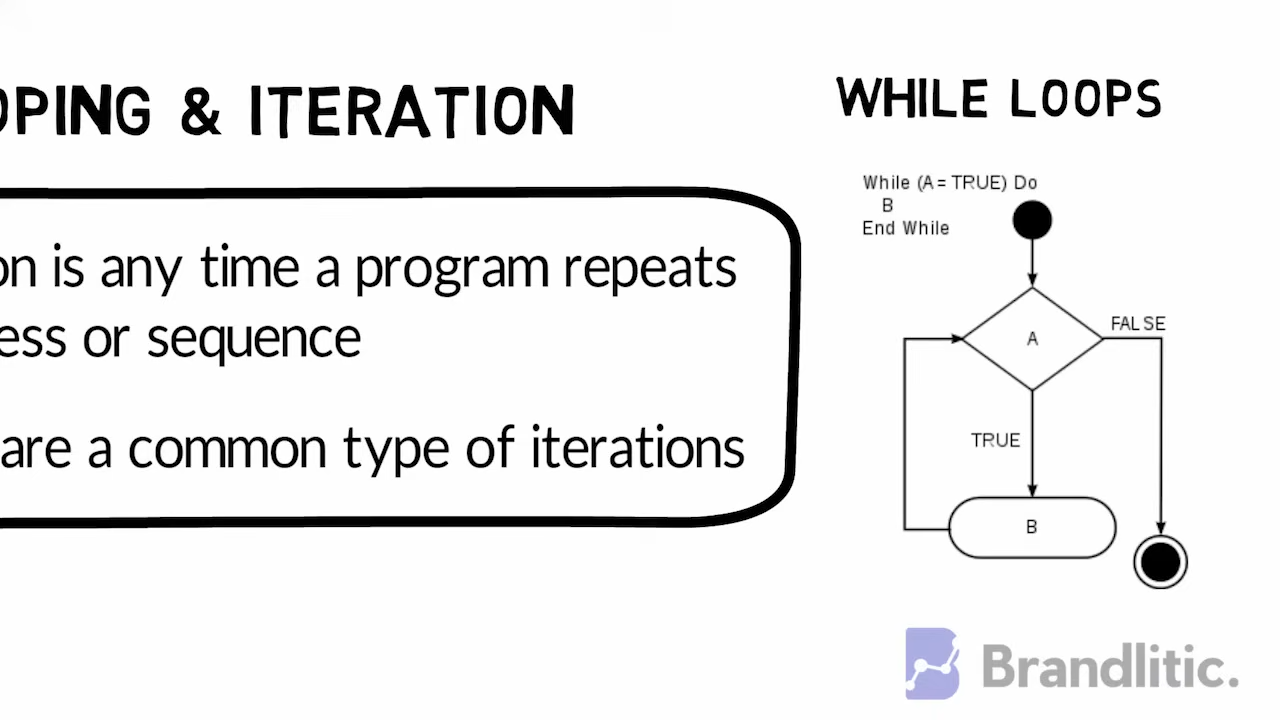 OPING & ITERATION
on is any time a program repeats
ess or sequence
are a common type of iterations
WHILE LOOPS
While (A = TRUE) Do
B
End While
A
FALSE
TRUE
B
Brandlitic.